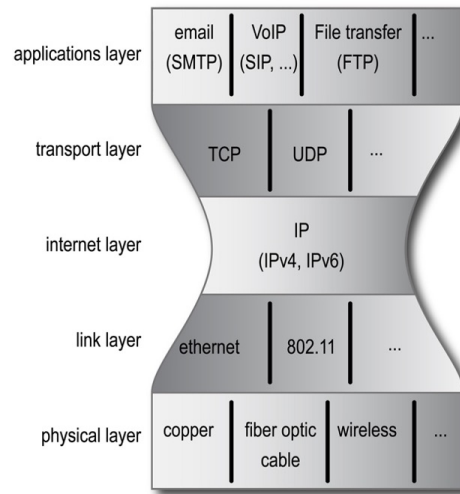 applications layer
email
(SMTP)
VoIP
(SIP, ...)
File transfer
(FTP)
...
transport layer
TCP
UDP
...
internet layer
IP
(IPv4, IPv6)
link layer
ethernet
802.11
...
physical layer
copper
fiber optic
cable
wireless
...